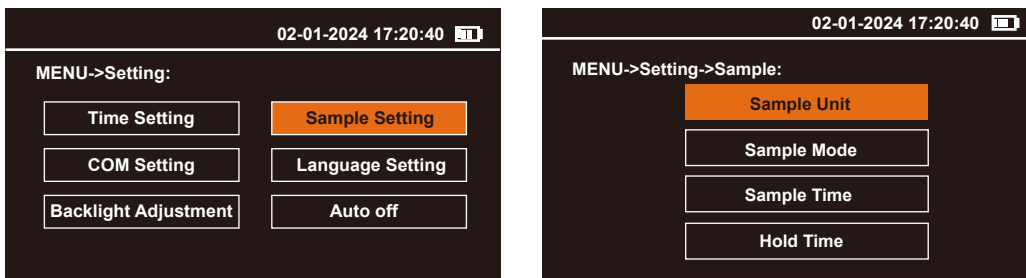 02-01-2024 17:20:40
MENU->Setting:
Time Setting
Sample Setting
COM Setting
Language Setting
Backlight Adjustment
Auto off
02-01-2024 17:20:40
MENU->Setting->Sample:
Sample Unit
Sample Mode
Sample Time
Hold Time